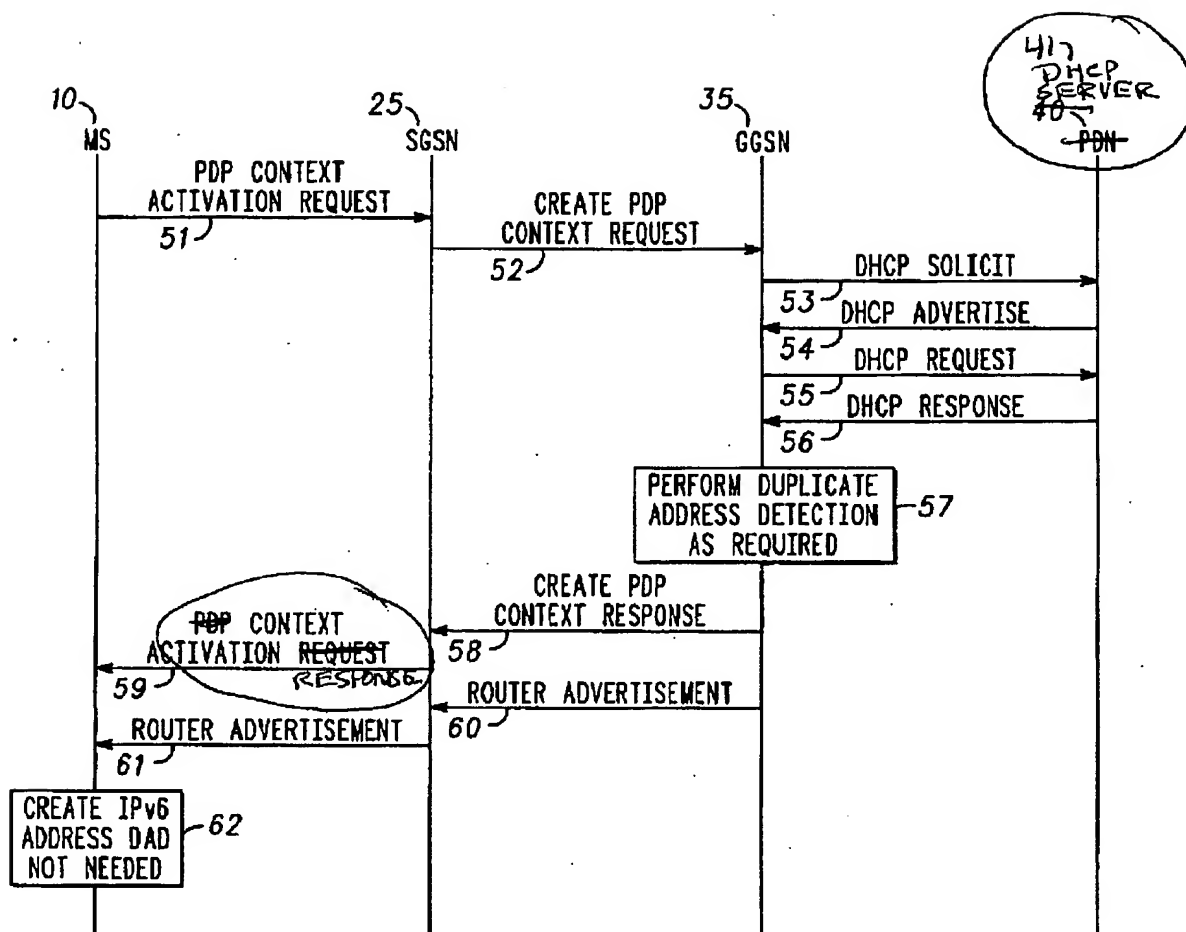 41
DHCP
SERVER
40
PDN
10
MS
25
SGSN
35
GGSN
PDP CONTEXT
ACTIVATION REQUEST
51
CREATE PDP
CONTEXT REQUEST
52
DHCP SOLICIT
53
DHCP ADVERTISE
54
DHCP REQUEST
55
DHCP RESPONSE
56
PERFORM DUPLICATE
ADDRESS DETECTION
AS REQUIRED
57
CREATE PDP
CONTEXT RESPONSE
58
PDP CONTEXT
ACTIVATION REQUEST
RESPONSE
59
ROUTER ADVERTISEMENT
60
ROUTER ADVERTISEMENT
61
CREATE IPv6
ADDRESS DAD
NOT NEEDED
62